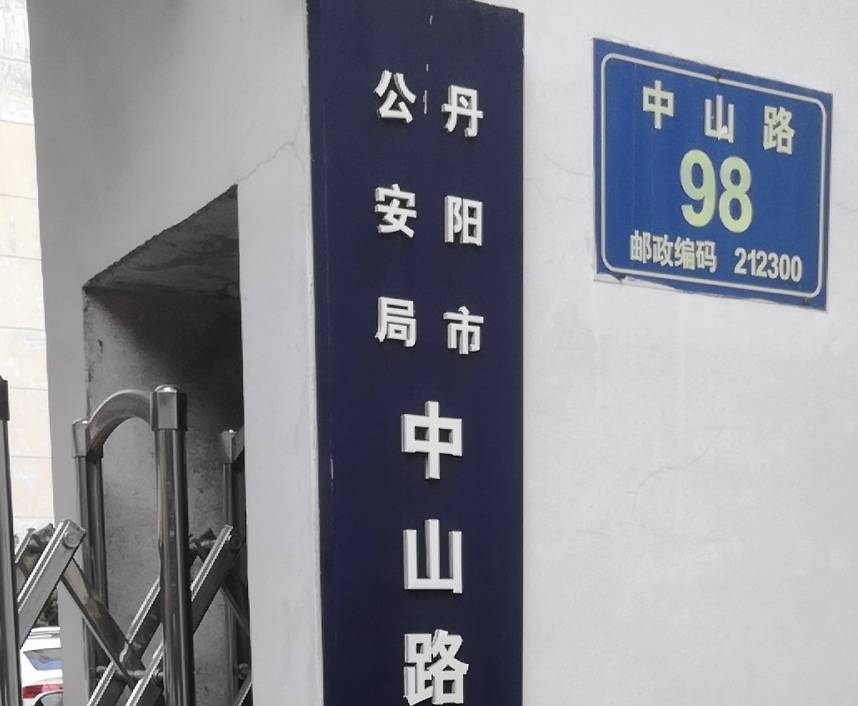 丹阳市
公安局
中山路
中山路
98
邮政编码 212300